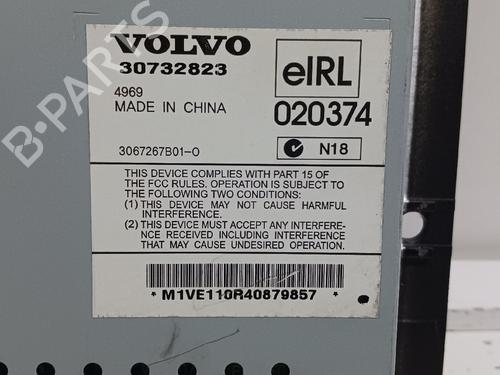 B-PARTS
VOLVO
30732823
4969
MADE IN CHINA
3067267B01-O
eIRL
020374
N18
THIS DEVICE COMPLIES WITH PART 15 OF
THE FCC RULES. OPERATION IS SUBJECT TO
THE FOLLOWING TWO CONDITIONS:
(1) THIS DEVICE MAY NOT CAUSE HARMFUL
INTERFERENCE.
(2) THIS DEVICE MUST ACCEPT ANY INTERFERE-
NCE RECEIVED INCLUDING INTERFERENCE
THAT MAY CAUSE UNDESIRED OPERATION.
* M1VE110R40879857 *